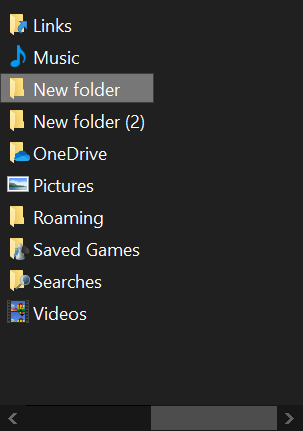 Links
Music
New folder
New folder (2)
OneDrive
Pictures
Roaming
Saved Games
Searches
Videos